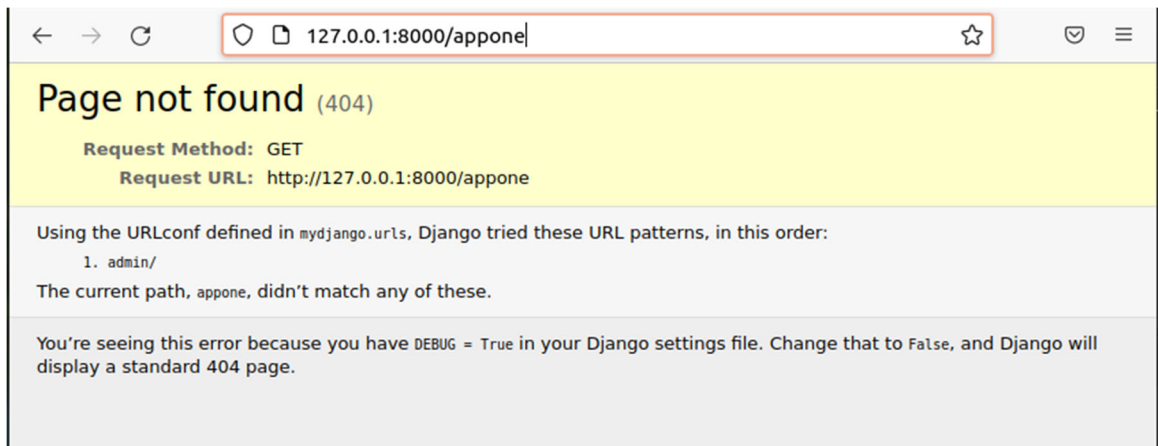 127.0.0.1:8000/appone
Page not found (404)
Request Method: GET
Request URL: http://127.0.0.1:8000/appone
Using the URLconf defined in mydjango.urls, Django tried these URL patterns, in this order:
1. admin/
The current path, appone, didn’t match any of these.
You’re seeing this error because you have DEBUG = True in your Django settings file. Change that to False, and Django will
display a standard 404 page.